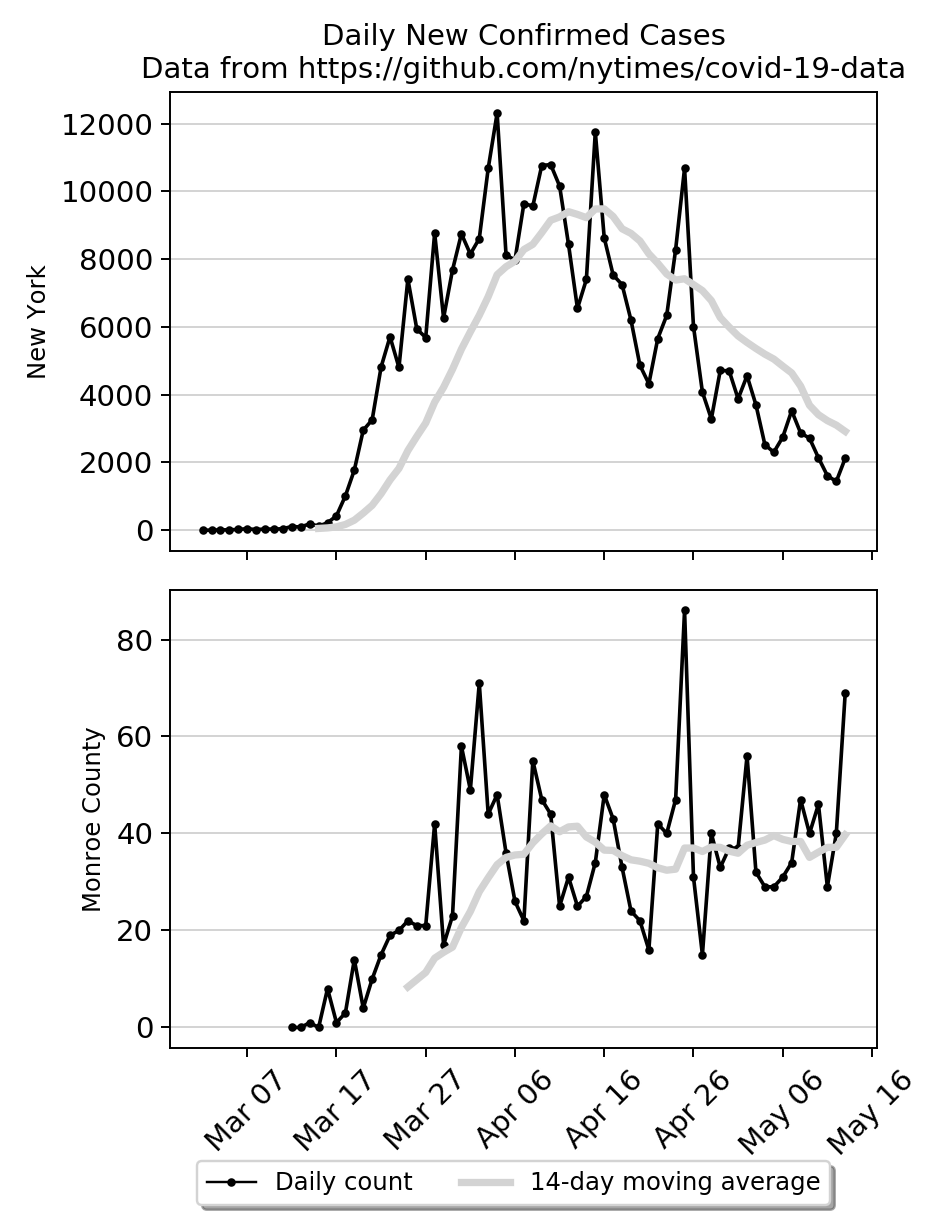 Daily New Confirmed Cases
Data from https://github.com/nytimes/covid-19-data
12000
10000
8000
6000
4000
2000
0
New York
80
60
40
20
0
Monroe County
Mar 07
Mar 17
Mar 27
Apr 06
Apr 16
Apr 26
May 06
May 16
Daily count
14-day moving average